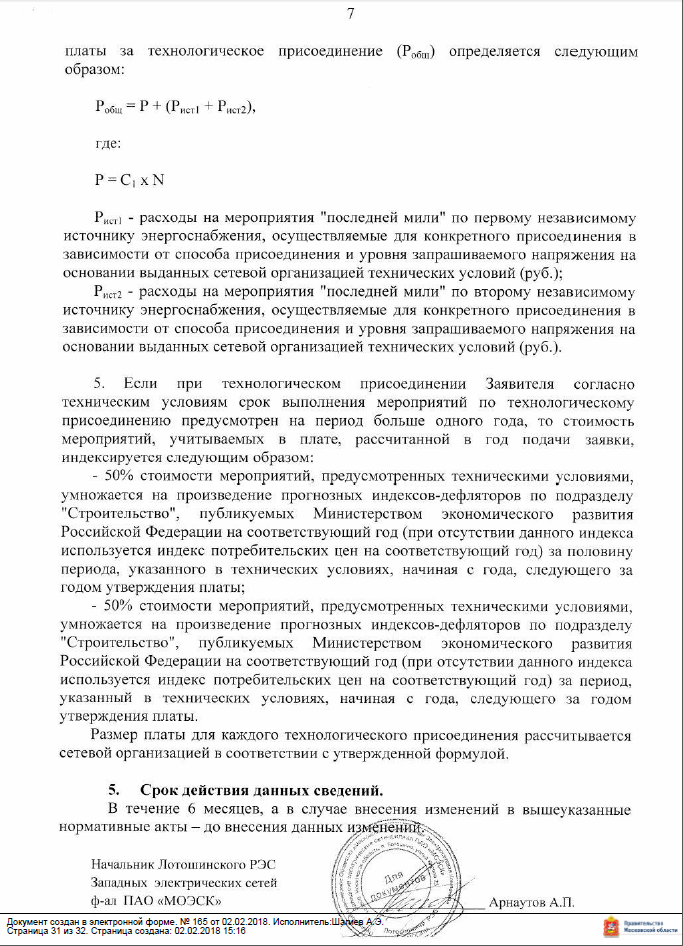 7
платы за технологическое присоединение (Робщ) определяется следующим
образом:
Робщ = Р + (Рист1 + Рист2),
где:
Р = С1 х N
Рист1 - расходы на мероприятия "последней мили" по первому независимому
источнику энергоснабжения, осуществляемые для конкретного присоединения в
зависимости от способа присоединения и уровня запрашиваемого напряжения на
основании выданных сетевой организацией технических условий (руб.);
Рист2 - расходы на мероприятия "последней мили" по второму независимому
источнику энергоснабжения, осуществляемые для конкретного присоединения в
зависимости от способа присоединения и уровня запрашиваемого напряжения на
основании выданных сетевой организацией технических условий (руб.).
5. Если при технологическом присоединении Заявителя согласно
техническим условиям срок выполнения мероприятий по технологическому
присоединению предусмотрен на период больше одного года, то стоимость
мероприятий, учитываемых в плате, рассчитанной в год подачи заявки,
индексируется следующим образом:
- 50% стоимости мероприятий, предусмотренных техническими условиями,
умножается на произведение прогнозных индексов-дефляторов по подразделу
"Строительство", публикуемых Министерством экономического развития
Российской Федерации на соответствующий год (при отсутствии данного индекса
используется индекс потребительских цен на соответствующий год) за половину
периода, указанного в технических условиях, начиная с года, следующего за
годом утверждения платы;
- 50% стоимости мероприятий, предусмотренных техническими условиями,
умножается на произведение прогнозных индексов-дефляторов по подразделу
"Строительство", публикуемых Министерством экономического развития
Российской Федерации на соответствующий год (при отсутствии данного индекса
используется индекс потребительских цен на соответствующий год) за период,
указанный в технических условиях, начиная с года, следующего за годом
утверждения платы.
Размер платы для каждого технологического присоединения рассчитывается
сетевой организацией в соответствии с утвержденной формулой.
5. Срок действия данных сведений.
В течение 6 месяцев, а в случае внесения изменений в вышеуказанные
нормативные акты – до внесения данных изменений.
Начальник Лотошинского РЭС
Западных электрических сетей
ф-ал ПАО «МОЭСК»
Для
документов
Арнаутов А.П.
Документ создан в электронной форме. № 165 от 02.02.2018. Исполнитель:Шагиев А.Э.
Страница 31 из 32. Страница создана: 02.02.2018 15:16
Правительство
Московской области